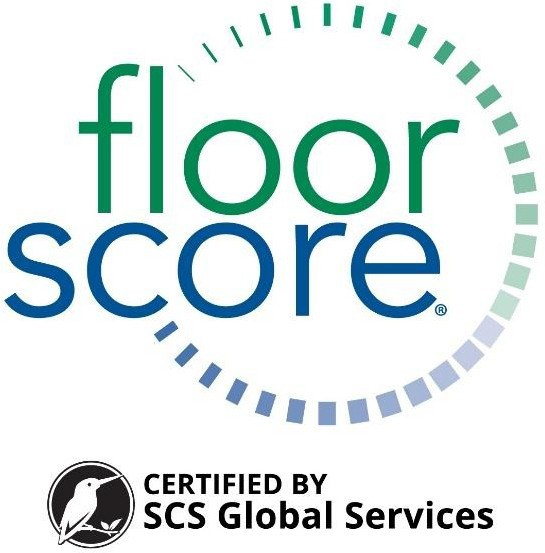 floor
score®
CERTIFIED BY
SCS Global Services